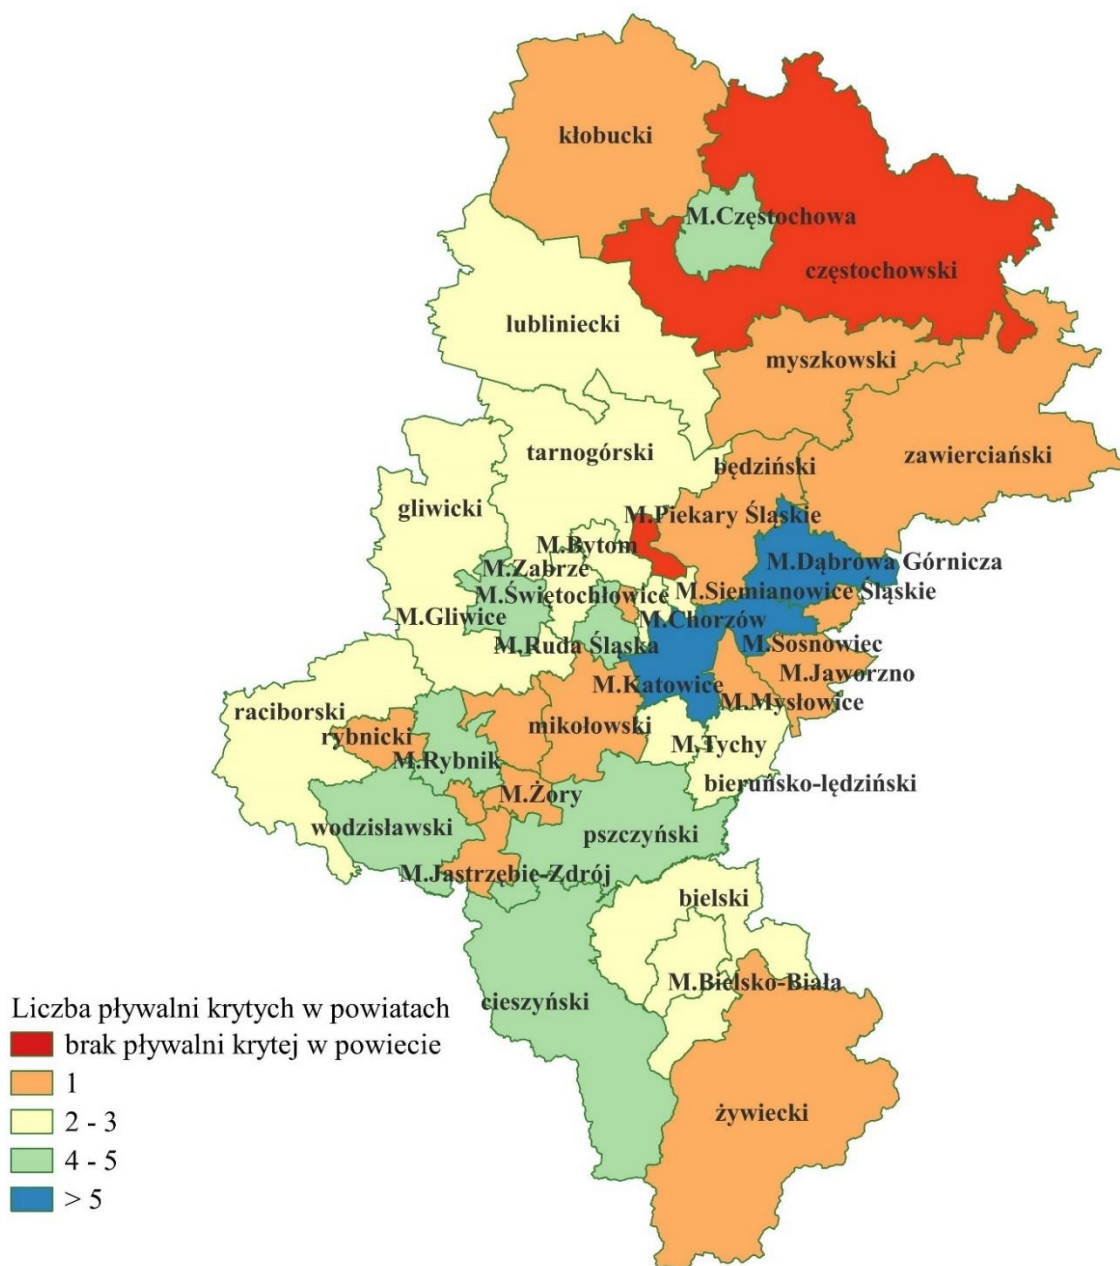 kłobucki
M.Częstochowa
częstochowski
lubliniecki
myszkowski
tarnogórski
będziński
zawierciański
gliwicki
M.Piekary Śląskie
M.Bytom
M.Dąbrowa Górnicza
M.Zabrze
M.Świętochłowice
M.Siemianowice Śląskie
M.Gliwice
M.Chorzów
M.Ruda Śląska
M.Sosnowiec
M.Jaworzno
M.Katowice
M.Mysłowice
raciborski
rybnicki
mikołowski
M.Tychy
M.Rybnik
bieruńsko-lędziński
M.Żory
wodzisławski
pszczyński
M.Jastrzębie-Zdrój
bielski
M.Bielsko-Biała
cieszyński
żywiecki
Liczba pływalni krytych w powiatach
brak pływalni krytej w powiecie
1
2 - 3
4 - 5
> 5